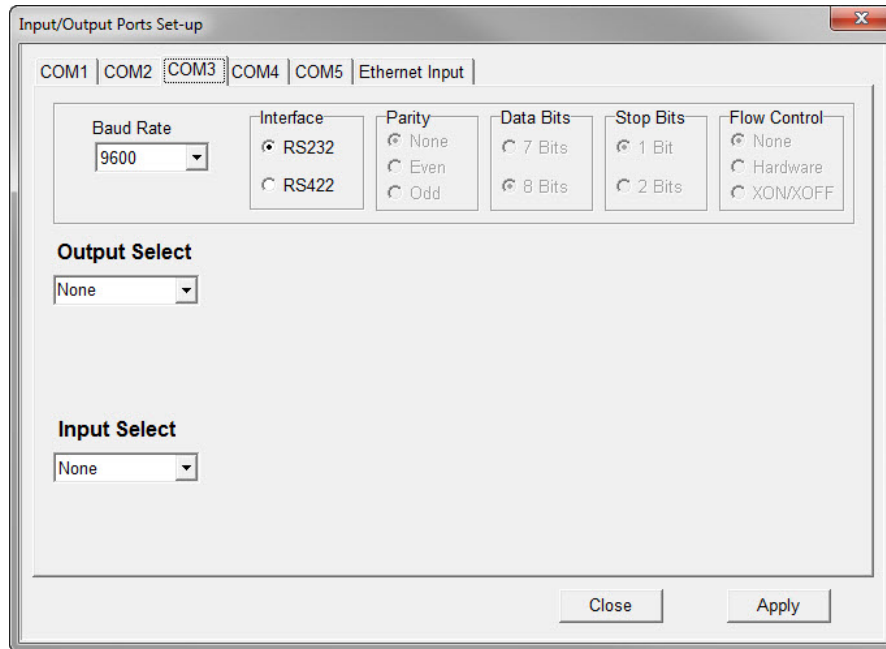 Input/Output Ports Set-up
COM1 COM2 COM3 COM4 COM5 Ethernet Input
Baud Rate
9600
Interface
RS232
RS422
Parity
None
Even
Odd
Data Bits
7 Bits
8 Bits
Stop Bits
1 Bit
2 Bits
Flow Control
None
Hardware
XON/XOFF
Output Select
None
Input Select
None
Close Apply